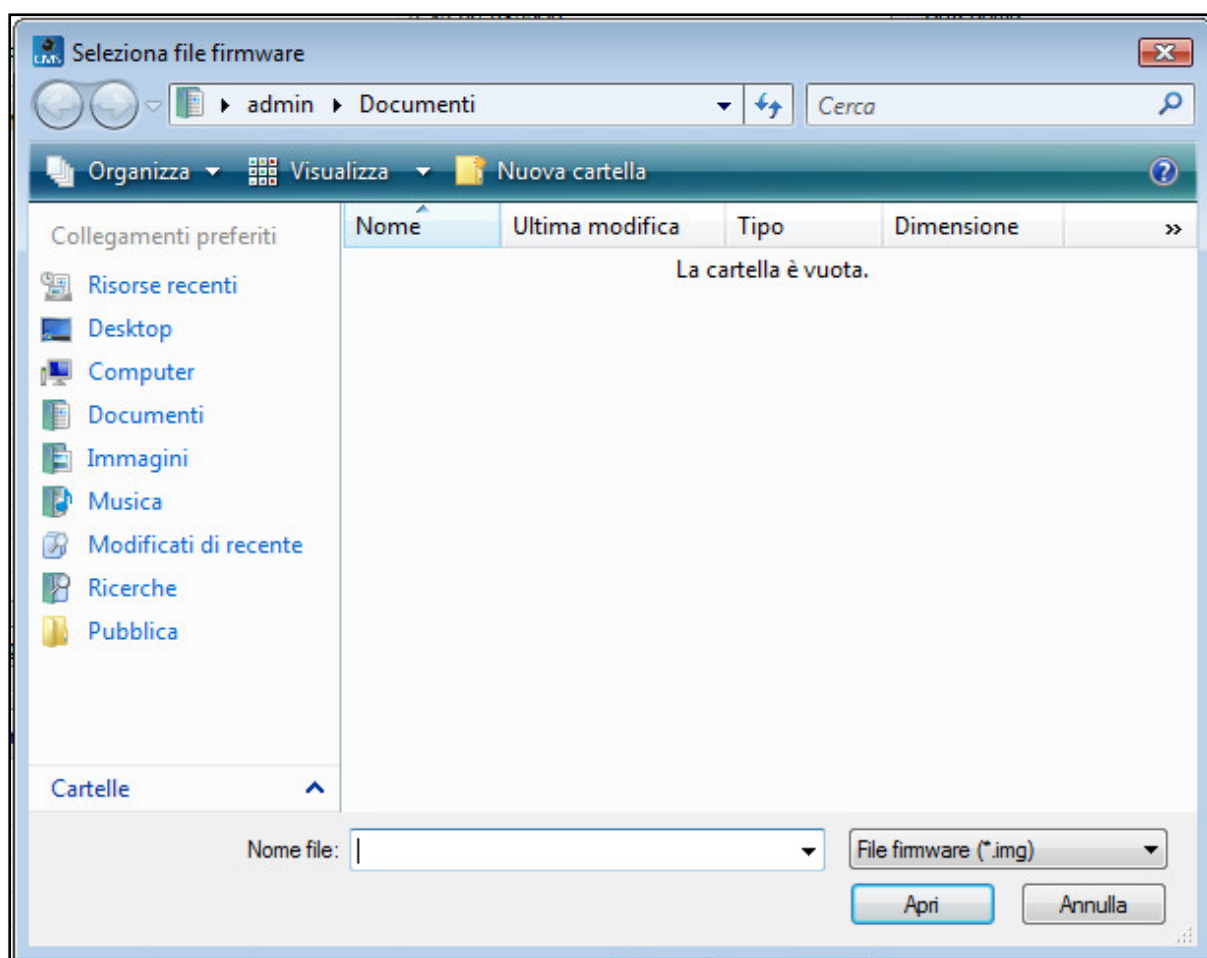 CMS Seleziona file firmware
admin Documenti Cerca
Organizza Visualizza Nuova cartella
Collegamenti preferiti
Nome Ultima modifica Tipo Dimensione »
La cartella è vuota.
Risorse recenti
Desktop
Computer
Documenti
Immagini
Musica
Modificati di recente
Ricerche
Pubblica
Cartelle
Nome file: File firmware (*.img)
Apri Annulla